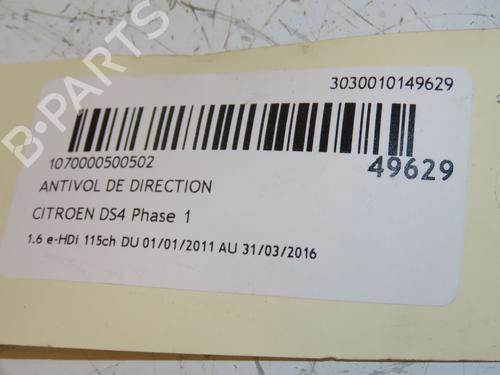 3030010149629
1070000500502
49629
ANTIVOL DE DIRECTION
CITROEN DS4 Phase 1
1.6 e-HDi 115ch DU 01/01/2011 AU 31/03/2016
B-PARTS